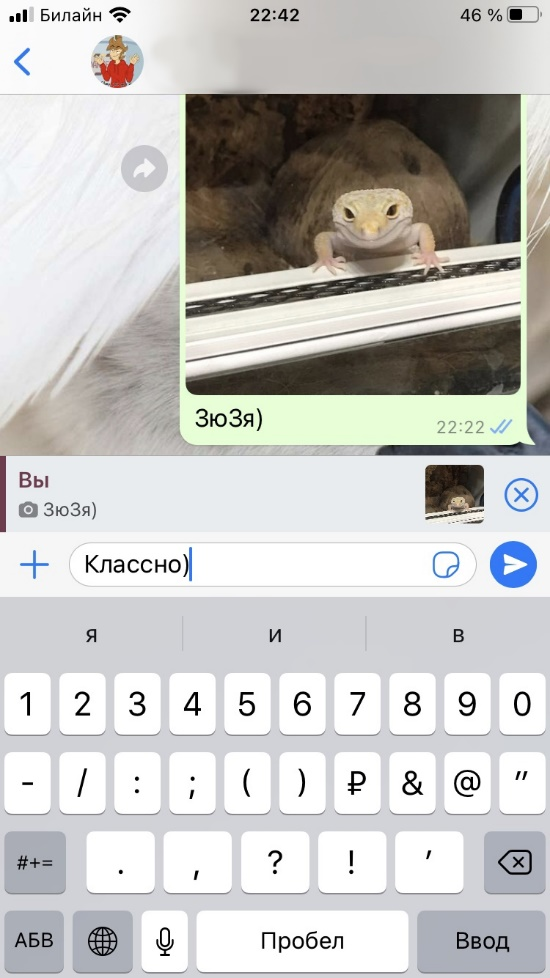 Билайн 22:42 46 %
ЗюЗя)
22:22
Вы
ЗюЗя)
Классно)
я и в
1 2 3 4 5 6 7 8 9 0
- / : ; ( ) ₽ & @ "
#+= . , ? ! ’
АБВ Пробел Ввод